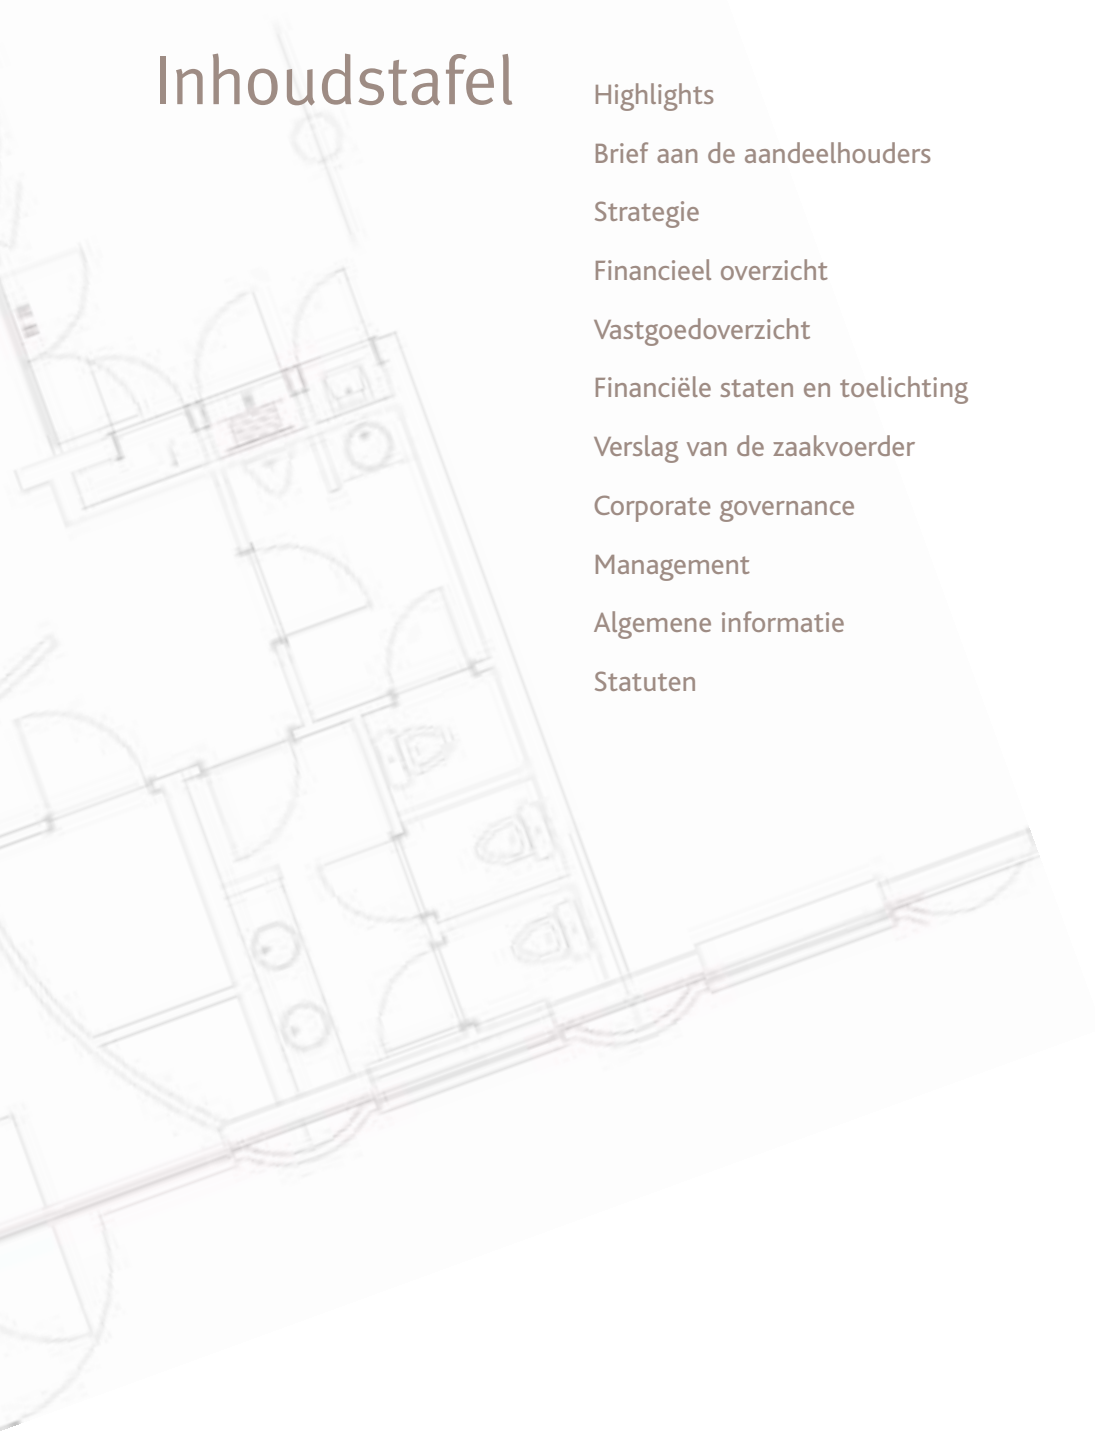 Inhoudstafel
Highlights
Brief aan de aandeelhouders
Strategie
Financieel overzicht
Vastgoedoverzicht
Financiële staten en toelichting
Verslag van de zaakvoerder
Corporate governance
Management
Algemene informatie
Statuten